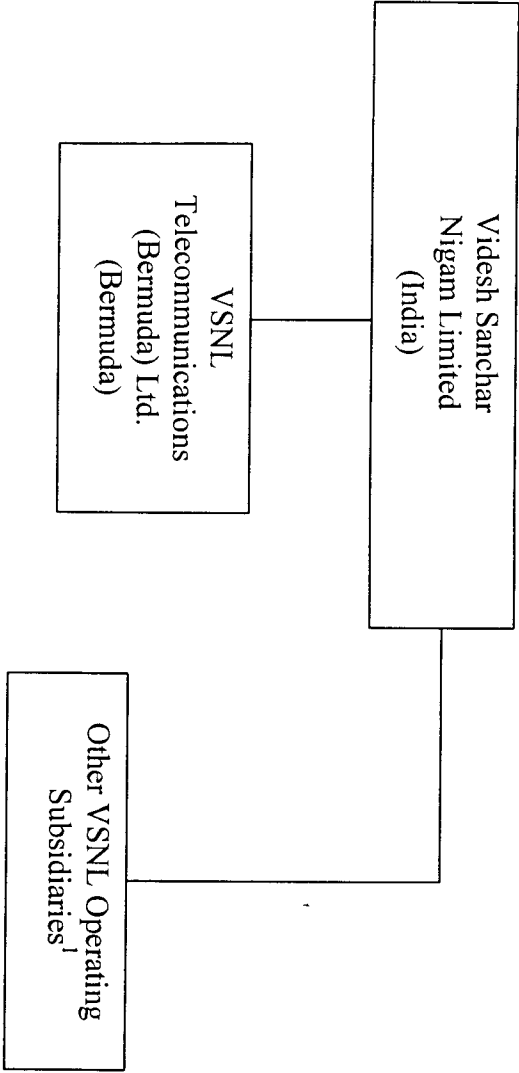 Videsh Sanchar
Nigam Limited
(India)
VSNL
Telecommunications
(Bermuda) Ltd.
(Bermuda)
Other VSNL Operating
Subsidiaries¹